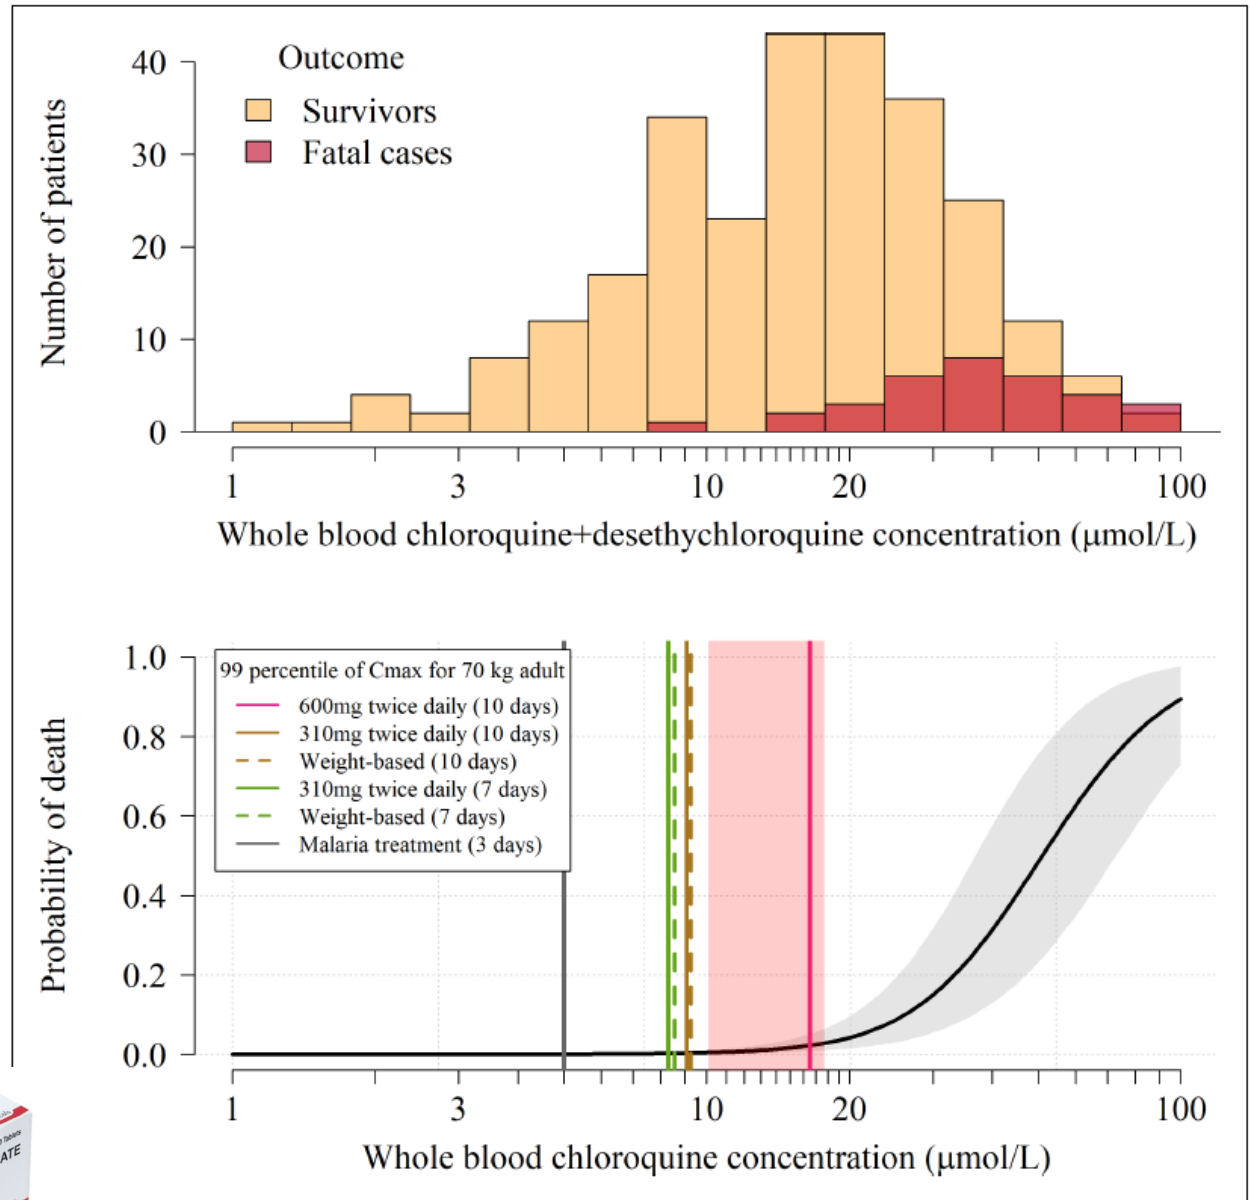 Outcome
Survivors
Fatal cases
Number of patients
40
30
20
10
0
1 3 10 20 100
Whole blood chloroquine+desethychloroquine concentration (μmol/L)
99 percentile of Cmax for 70 kg adult
600mg twice daily (10 days)
310mg twice daily (10 days)
Weight-based (10 days)
310mg twice daily (7 days)
Weight-based (7 days)
Malaria treatment (3 days)
Probability of death
1.0
0.8
0.6
0.4
0.2
0.0
1 3 10 20 100
Whole blood chloroquine concentration (μmol/L)
Tablets
ATE